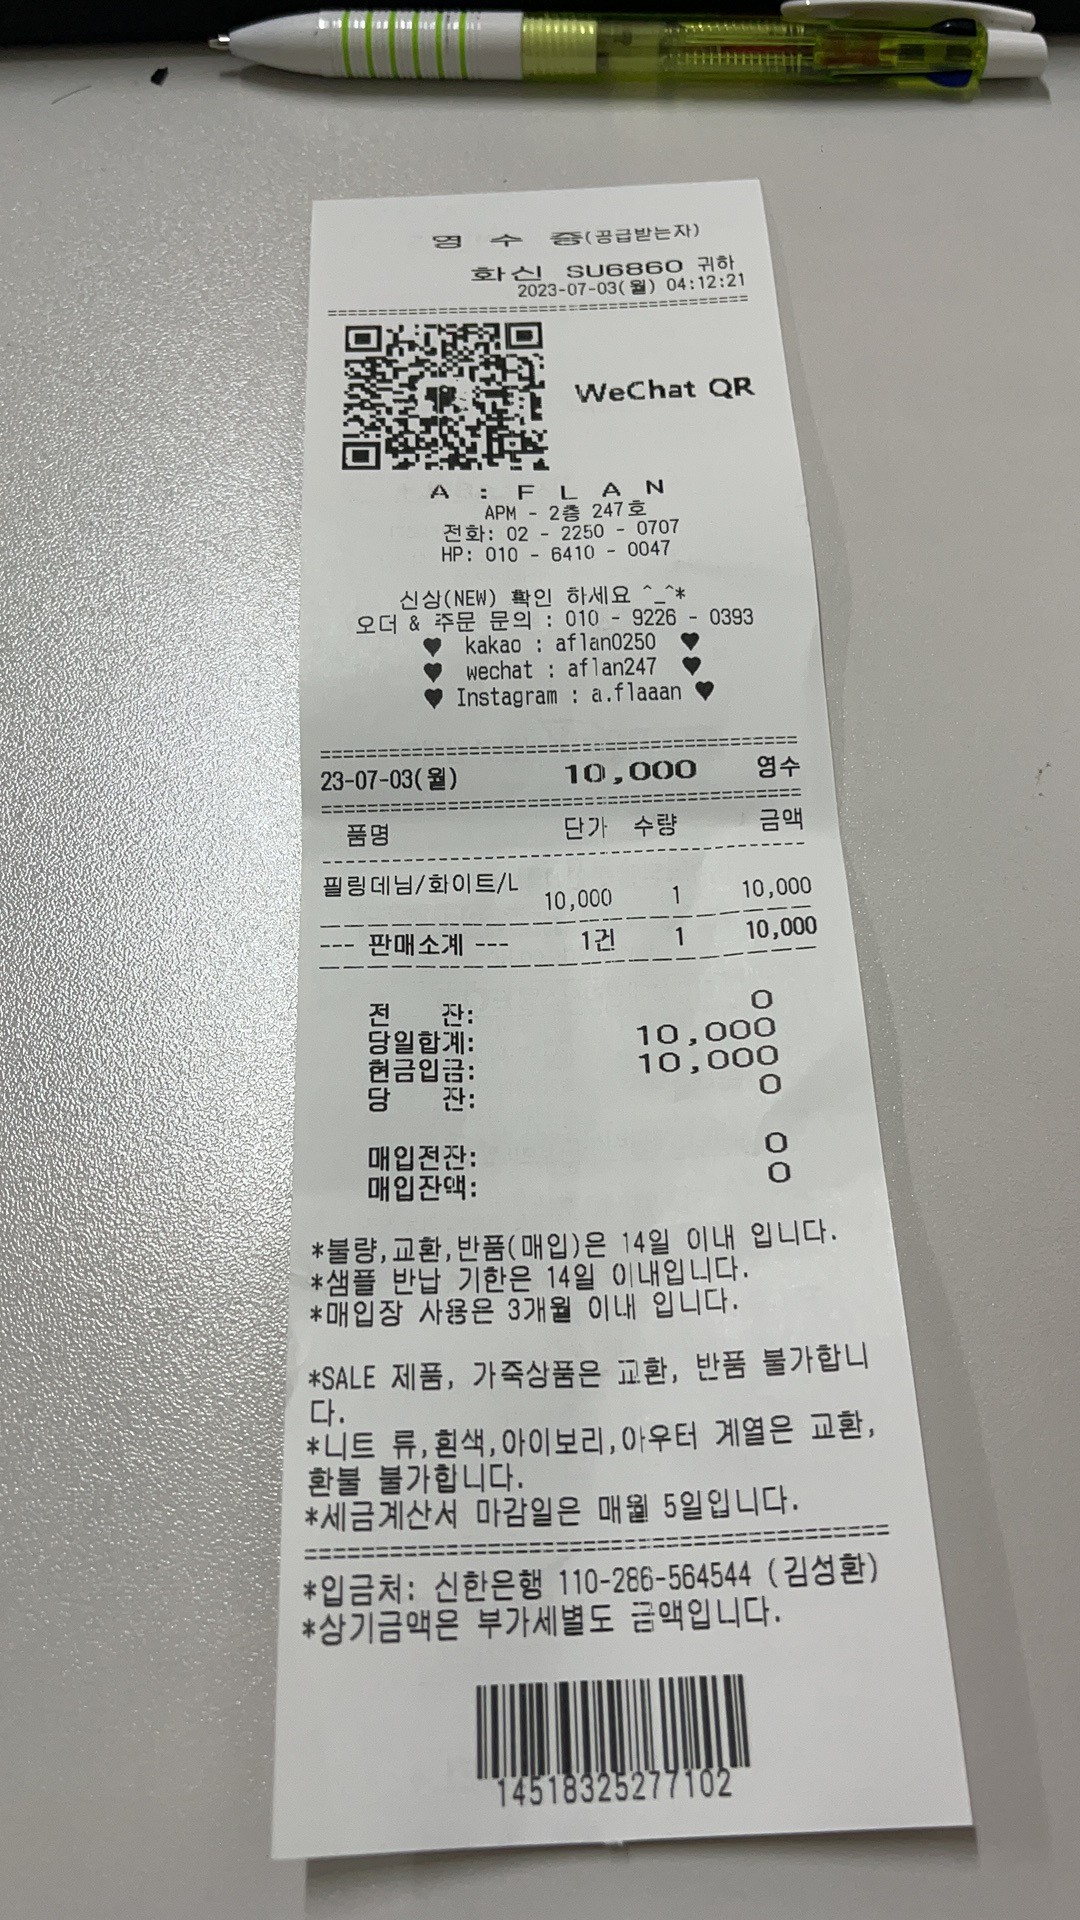 영 수 증(공급받는자)
화신 SU6860 귀하
2023-07-03(월) 04:12:21
WeChat QR
A : F L A N
APM - 2층 247호
전화: 02 - 2250 - 0707
HP: 010 - 6410 - 0047
신상(NEW) 확인 하세요 ^_^*
오더 & 주문 문의 : 010 - 9226 - 0393
♥ kakao : aflan0250 ♥
♥ wechat : aflan247 ♥
♥ Instagram : a.flaaan ♥
23-07-03(월) 10,000 영수
품명 단가 수량 금액
필링데님/화이트/L 10,000 1 10,000
--- 판매소계 --- 1건 1 10,000
전 잔: 0
당일합계: 10,000
현금입금: 10,000
당 잔: 0
매입전잔: 0
매입잔액: 0
*불량,교환,반품(매입)은 14일 이내 입니다.
*샘플 반납 기한은 14일 이내입니다.
*매입장 사용은 3개월 이내 입니다.
*SALE 제품, 가죽상품은 교환, 반품 불가합니
다.
*니트 류,흰색,아이보리,아우터 계열은 교환,
환불 불가합니다.
*세금계산서 마감일은 매월 5일입니다.
*입금처: 신한은행 110-286-564544 (김성환)
*상기금액은 부가세별도 금액입니다.
14518325277102